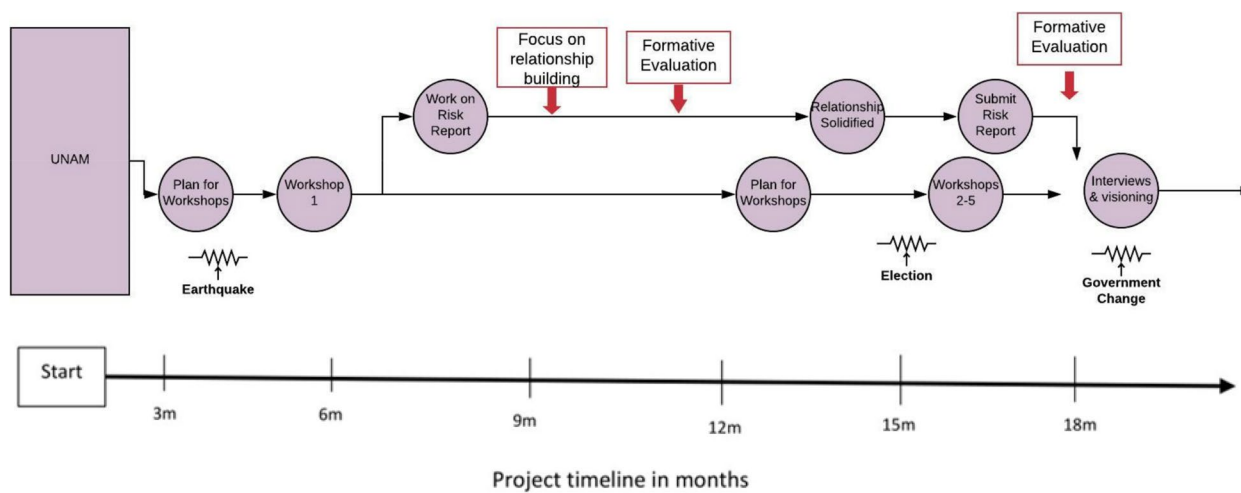 Focus on
relationship
building
Formative
Evaluation
Formative
Evaluation
Work on
Risk
Report
Relationship
Solidified
Submit
Risk
Report
UNAM
Plan for
Workshops
Workshop
1
Plan for
Workshops
Workshops
2-5
Interviews
& visioning
Earthquake
Election
Government
Change
Start
3m
6m
9m
12m
15m
18m
Project timeline in months